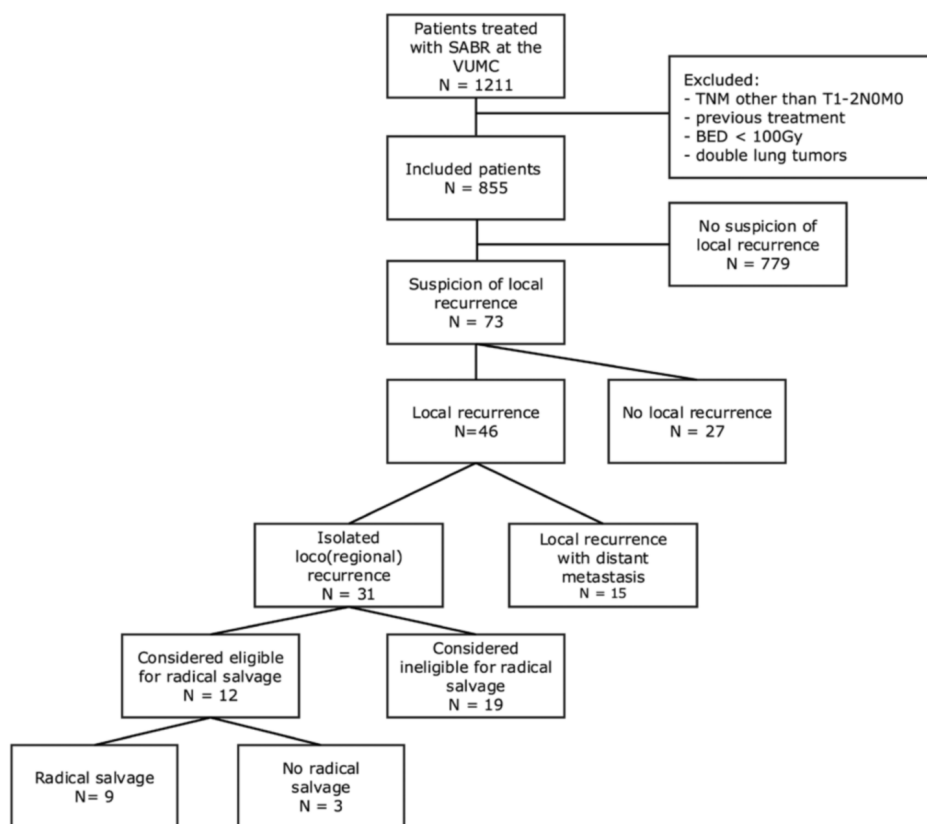 Patients treated
with SABR at the
VUMC
N = 1211
Excluded:
- TNM other than T1-2N0M0
- previous treatment
- BED < 100Gy
- double lung tumors
Included patients
N = 855
No suspicion of
local recurrence
N = 779
Suspicion of local
recurrence
N = 73
Local recurrence
N=46
No local recurrence
N = 27
Isolated
loco(regional)
recurrence
N = 31
Local recurrence
with distant
metastasis
N = 15
Considered eligible
for radical salvage
N = 12
Considered
ineligible for radical
salvage
N = 19
Radical salvage
N= 9
No radical
salvage
N = 3